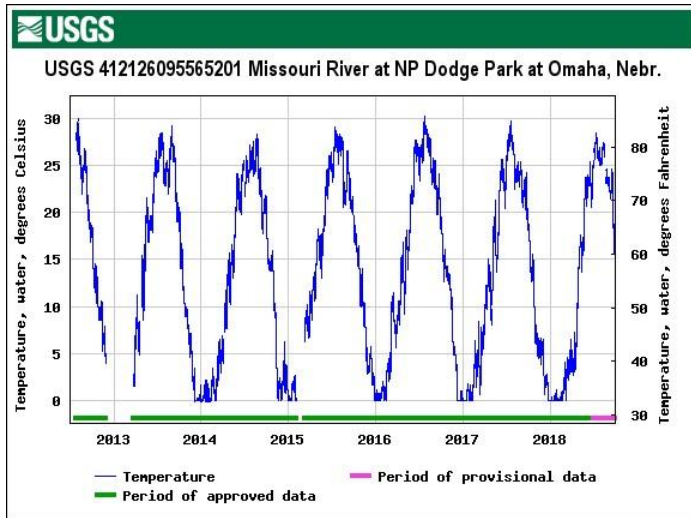 USGS
USGS 412126095565201 Missouri River at NP Dodge Park at Omaha, Nebr.
Temperature, water, degrees Celsius
30
25
20
15
10
5
0
80
70
60
50
40
30
Temperature, water, degrees Fahrenheit
2013 2014 2015 2016 2017 2018
Temperature
Period of provisional data
Period of approved data